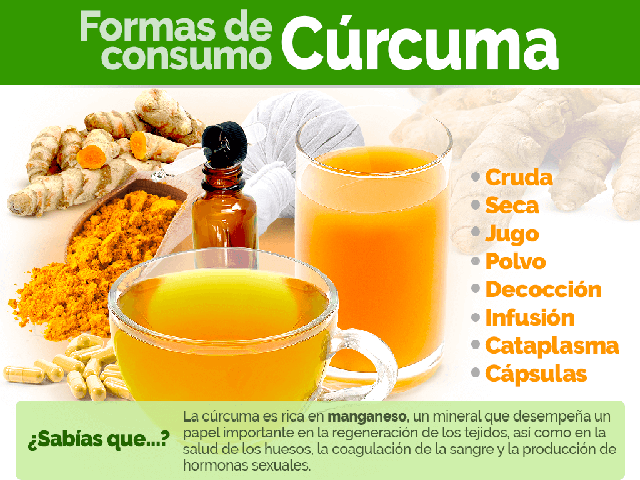 Formas de
consumo Cúrcuma
Cruda
Seca
Jugo
Polvo
Decocción
Infusión
Cataplasma
Cápsulas
¿Sabías que...?
La cúrcuma es rica en manganeso, un mineral que desempeña un
papel importante en la regeneración de los tejidos, así como en la
salud de los huesos, la coagulación de la sangre y la producción de
hormonas sexuales.